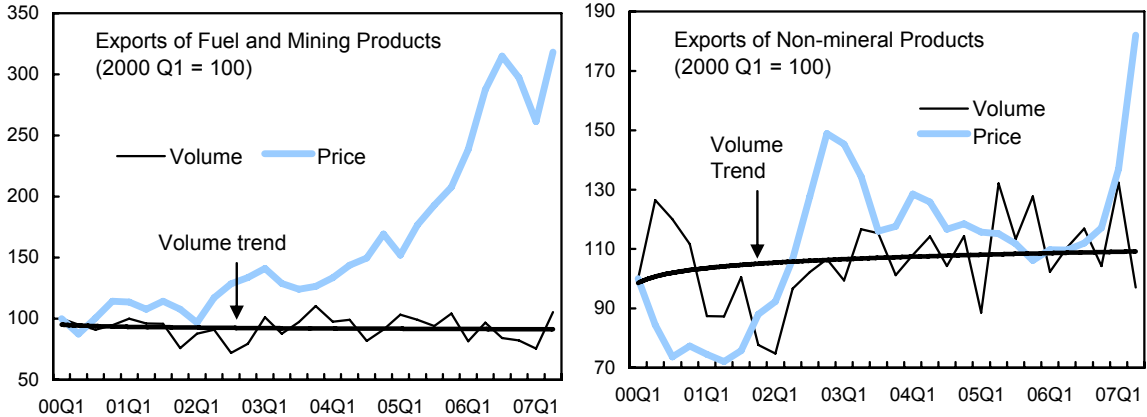 350
300
250
200
150
100
50
Exports of Fuel and Mining Products
(2000 Q1 = 100)
Volume Price
Volume trend
00Q1 01Q1 02Q1 03Q1 04Q1 05Q1 06Q1 07Q1
190
170
150
130
110
90
70
Exports of Non-mineral Products
(2000 Q1 = 100)
Volume
Price
Volume
Trend
00Q1 01Q1 02Q1 03Q1 04Q1 05Q1 06Q1 07Q1